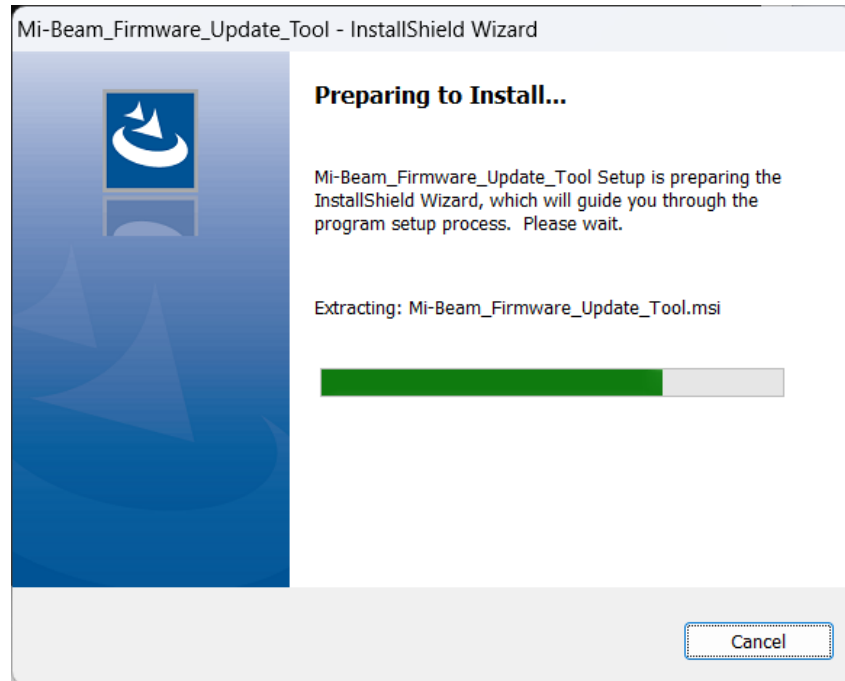 Mi-Beam_Firmware_Update_Tool - InstallShield Wizard
Preparing to Install...
Mi-Beam_Firmware_Update_Tool Setup is preparing the
InstallShield Wizard, which will guide you through the
program setup process.  Please wait.
Extracting: Mi-Beam_Firmware_Update_Tool.msi
Cancel